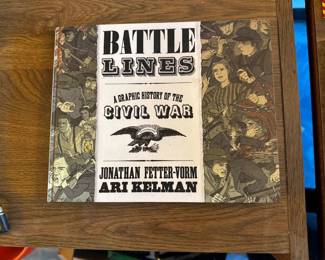 BATTLE
LINES
A GRAPHIC HISTORY OF THE
CIVIL WAR
JONATHAN FETTER-VORM
ARI KELMAN